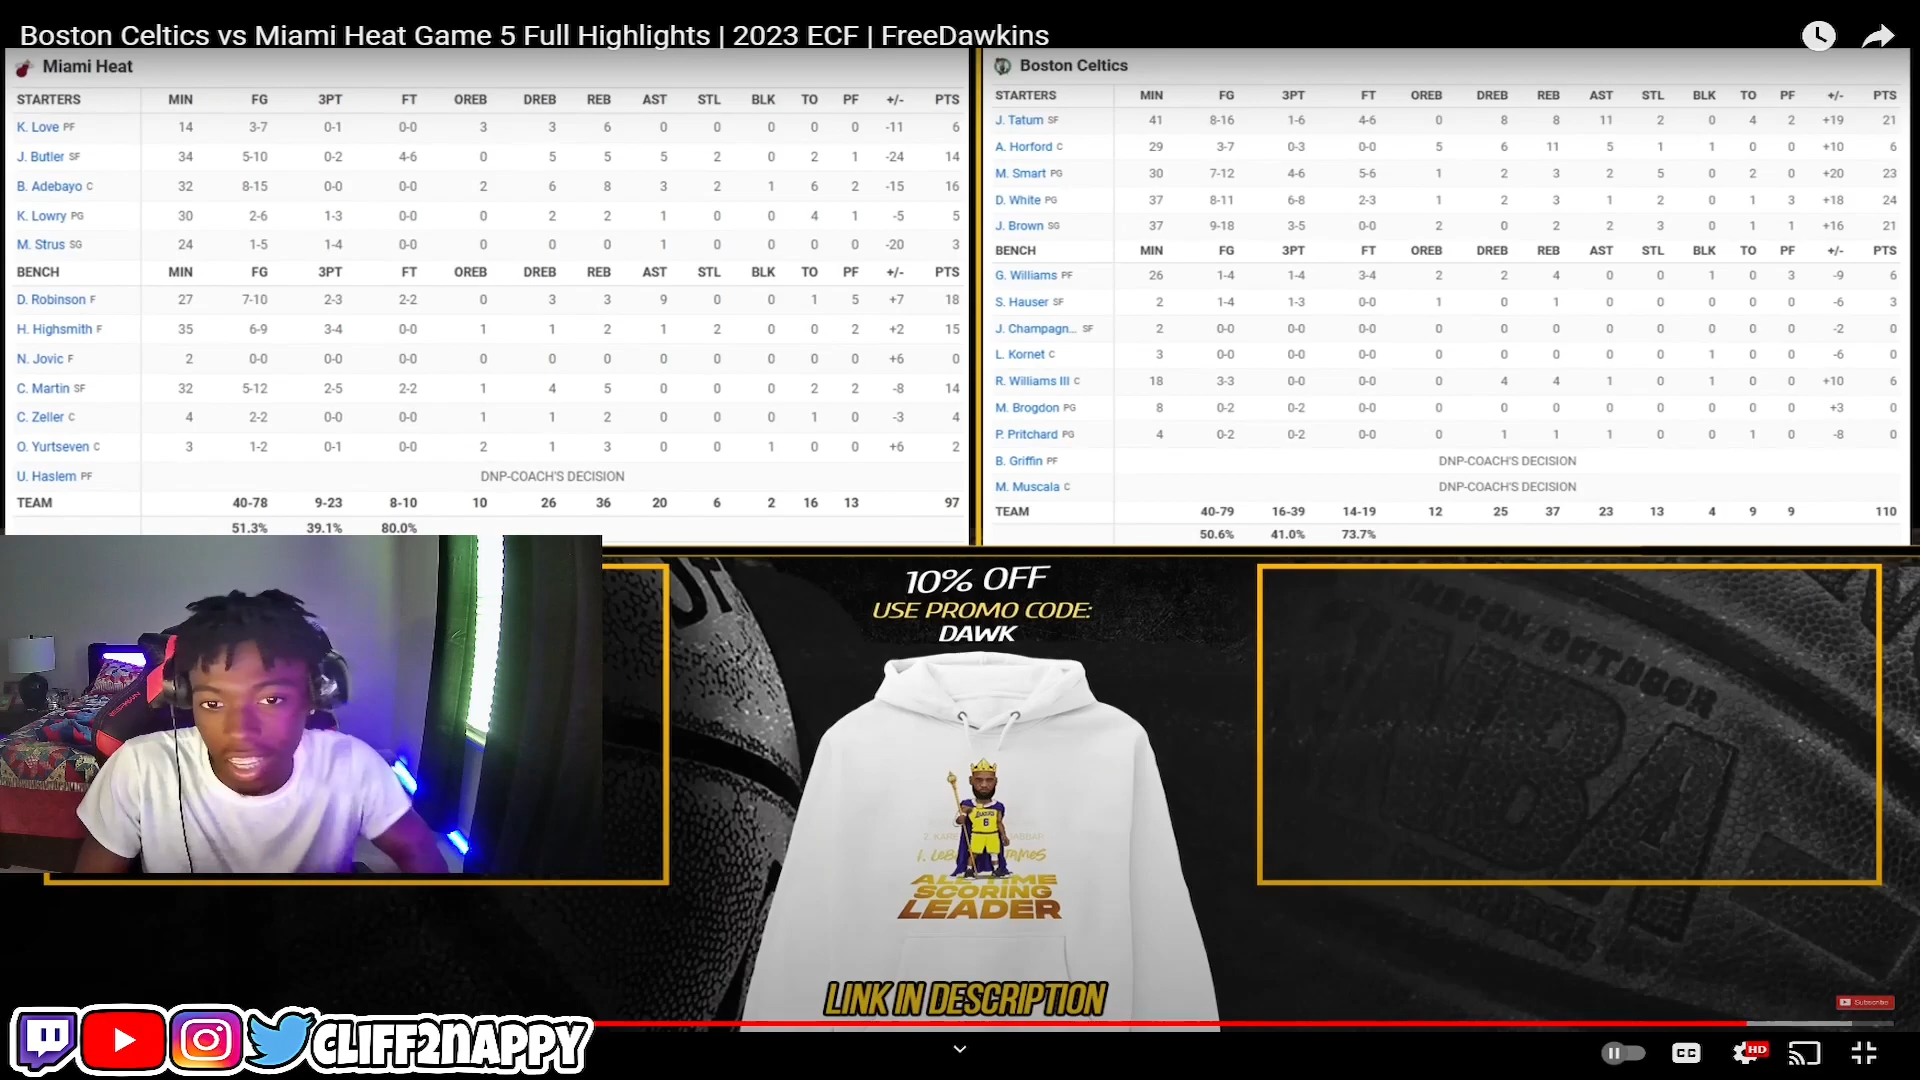 Boston Celtics vs Miami Heat Game 5 Full Highlights | 2023 ECF | FreeDawkins
Miami Heat
STARTERS MIN FG 3PT FT OREB DREB REB AST STL BLK TO PF +/- PTS
K. Love PF 14 3-7 0-1 0-0 3 3 6 0 0 0 0 0 -11 6
J. Butler SF 34 5-10 0-2 4-6 0 5 5 5 2 0 2 1 -24 14
B. Adebayo C 32 8-15 0-0 0-0 2 6 8 3 2 1 6 2 -15 16
K. Lowry PG 30 2-6 1-3 0-0 0 2 2 1 0 0 4 1 -5 5
M. Strus SG 24 1-5 1-4 0-0 0 0 0 1 0 0 0 0 -20 3
BENCH MIN FG 3PT FT OREB DREB REB AST STL BLK TO PF +/- PTS
D. Robinson F 27 7-10 2-3 2-2 0 3 3 9 0 0 1 5 +7 18
H. Highsmith F 35 6-9 3-4 0-0 1 1 2 1 2 0 0 2 +2 15
N. Jovic F 2 0-0 0-0 0-0 0 0 0 0 0 0 0 0 +6 0
C. Martin SF 32 5-12 2-5 2-2 1 4 5 0 0 0 2 2 -8 14
C. Zeller C 4 2-2 0-0 0-0 1 1 2 0 0 0 1 0 -3 4
O. Yurtseven C 3 1-2 0-1 0-0 2 1 3 0 0 1 0 0 +6 2
U. Haslem PF DNP-COACH'S DECISION
TEAM 40-78 9-23 8-10 10 26 36 20 6 2 16 13 97
51.3% 39.1% 80.0%
Boston Celtics
STARTERS MIN FG 3PT FT OREB DREB REB AST STL BLK TO PF +/- PTS
J. Tatum SF 41 8-16 1-6 4-6 0 8 8 11 2 0 4 2 +19 21
A. Horford C 29 3-7 0-3 0-0 5 6 11 5 1 1 0 0 +10 6
M. Smart PG 30 7-12 4-6 5-6 1 2 3 2 5 0 2 0 +20 23
D. White PG 37 8-11 6-8 2-3 1 2 3 1 2 0 1 3 +18 24
J. Brown SG 37 9-18 3-5 0-0 2 0 2 2 3 0 1 1 +16 21
BENCH MIN FG 3PT FT OREB DREB REB AST STL BLK TO PF +/- PTS
G. Williams PF 26 1-4 1-4 3-4 2 2 4 0 0 1 0 3 -9 6
S. Hauser SF 2 1-4 1-3 0-0 1 0 1 0 0 0 0 0 -6 3
J. Champagn... SF 2 0-0 0-0 0-0 0 0 0 0 0 0 0 0 -2 0
L. Kornet C 3 0-0 0-0 0-0 0 0 0 0 0 1 0 0 -6 0
R. Williams III C 18 3-3 0-0 0-0 0 4 4 1 0 1 0 0 +10 6
M. Brogdon PG 8 0-2 0-2 0-0 0 0 0 0 0 0 0 0 +3 0
P. Pritchard PG 4 0-2 0-2 0-0 0 1 1 1 0 0 1 0 -8 0
B. Griffin PF DNP-COACH'S DECISION
M. Muscala C DNP-COACH'S DECISION
TEAM 40-79 16-39 14-19 12 25 37 23 13 4 9 9 110
50.6% 41.0% 73.7%
10% OFF
USE PROMO CODE:
DAWK
INDOOR/OUTDOOR
NBA
LAKERS
6
ALL TIME
SCORING
LEADER
LINK IN DESCRIPTION
Subscribe
CLIFF2NAPPY
CC
HD